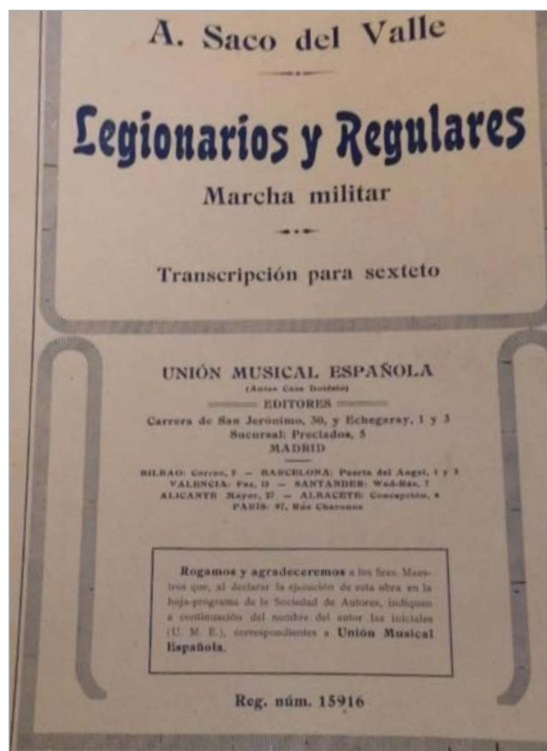 A. Saco del Valle
Legionarios y Regulares
Marcha militar
Transcripción para sexteto
UNIÓN MUSICAL ESPAÑOLA
(Antes Casa Dotésio)
EDITORES
Carrera de San Jerónimo, 30, y Echegaray, 1 y 3
Sucursal: Preciados, 5
MADRID
BILBAO: Correo, — BARCELONA: Puerta del Angel, 1 y 3
VALENCIA: Paz, 15 — SANTANDER: Wad-Ras, 7
ALICANTE Mayor, 37 — ALBACETE: Concepción,
PARÍS: 97, Rue Charonne
Rogamos y agradeceremos a los Sres. Maes-
tros que, al declarar la ejecución de esta obra en la
hoja-programa de la Sociedad de Autores, indiquen
a continuación del nombre del autor las iniciales
(U. M. E.), correspondientes a Unión Musical
Española.
Reg. núm. 15916